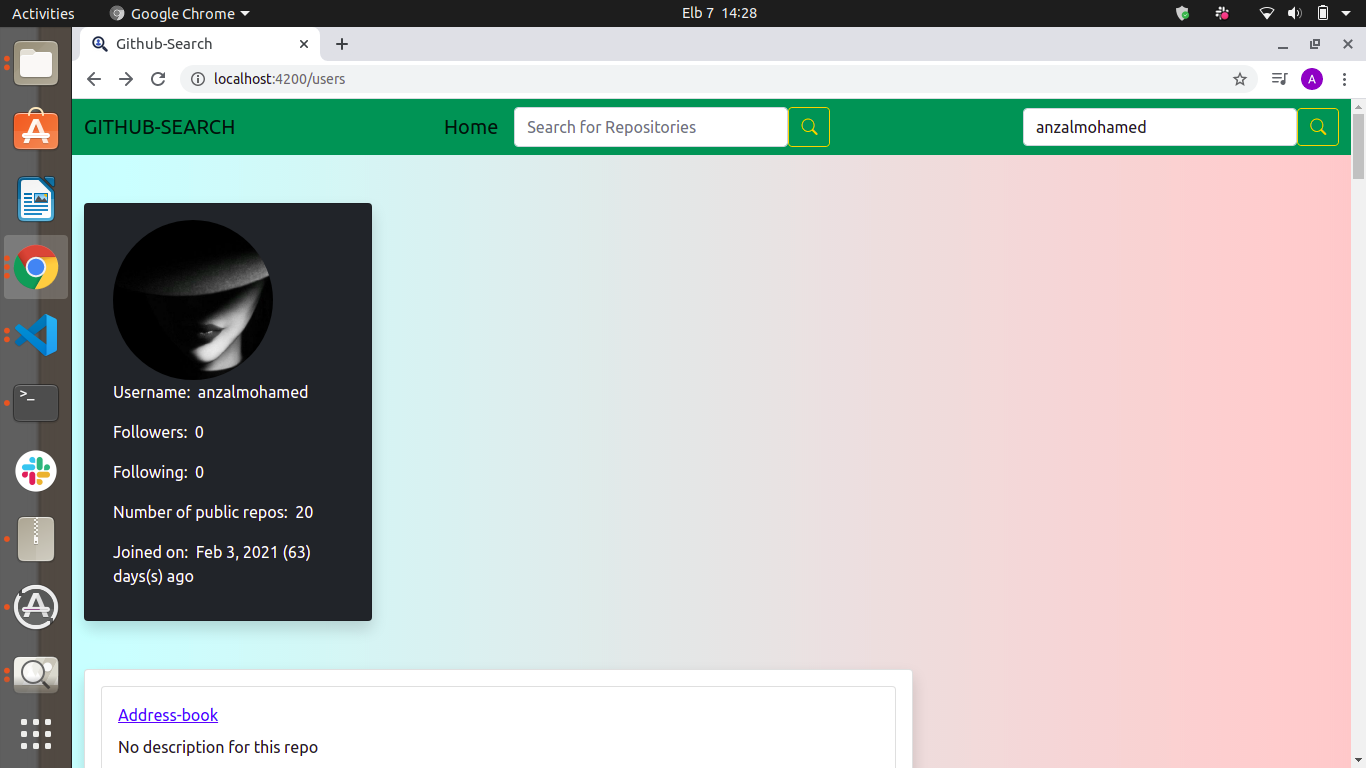 Activities
Google Chrome
Elb 7 14:28
Github-Search
localhost:4200/users
A
GITHUB-SEARCH
Home
Search for Repositories
anzalmohamed
Username: anzalmohamed
Followers: 0
Following: 0
Number of public repos: 20
Joined on: Feb 3, 2021 (63)
days(s) ago
Address-book
No description for this repo
>_